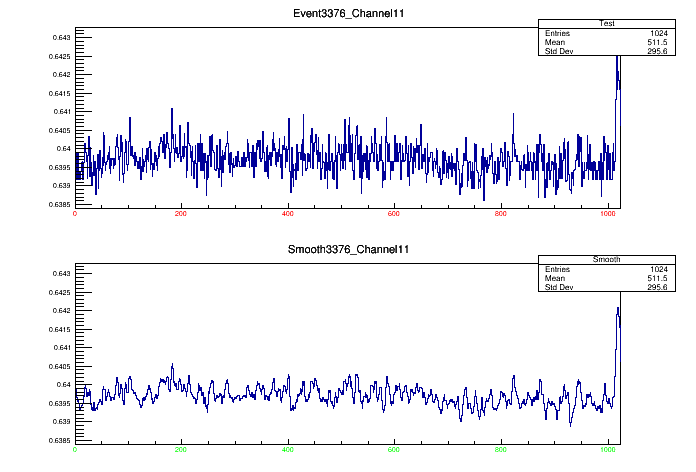 Event3376_Channel11
Test
Entries 1024
Mean 511.5
Std Dev 295.6
0.643
0.6425
0.642
0.6415
0.641
0.6405
0.64
0.6395
0.639
0.6385
0 200 400 600 800 1000
Smooth3376_Channel11
Smooth
Entries 1024
Mean 511.5
Std Dev 295.6
0.643
0.6425
0.642
0.6415
0.641
0.6405
0.64
0.6395
0.639
0.6385
0 200 400 600 800 1000